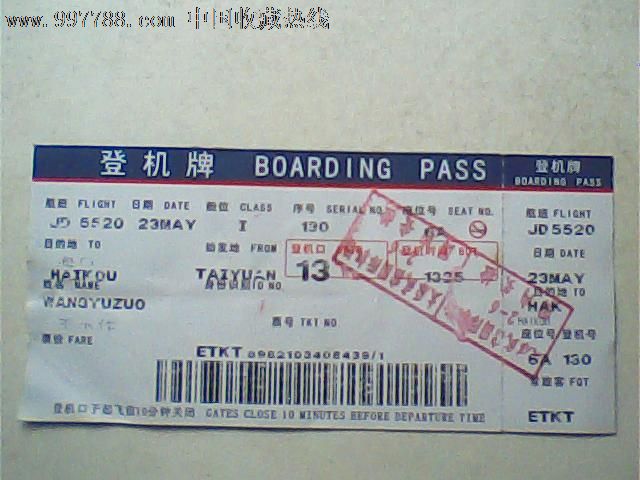 www.997788.com 中国收藏热线
登机牌 BOARDING PASS
登机牌
BOARDING PASS
航班 FLIGHT 日期 DATE 舱位 CLASS 序号 SERIAL NO. 座位号 SEAT NO.
JD 5520 23MAY I 130 6A
目的地 TO 始发地 FROM 登机口 登机时间 BDT
HAIKOU TAIYUAN 13 1325
姓名 NAME 身份识别 ID NO
WANGYUZUO
票号 TKT NO
票价 FARE
ETKT 8982103406439/1
登机口于起飞前10分钟关闭 GATES CLOSE 10 MINUTES BEFORE DEPARTURE TIME
航班 FLIGHT
JD5520
日期 DATE
23MAY
目的地 TO
HAK
HAIKOU
座位号 登机号
6A 130
常旅客 FQT
ETKT